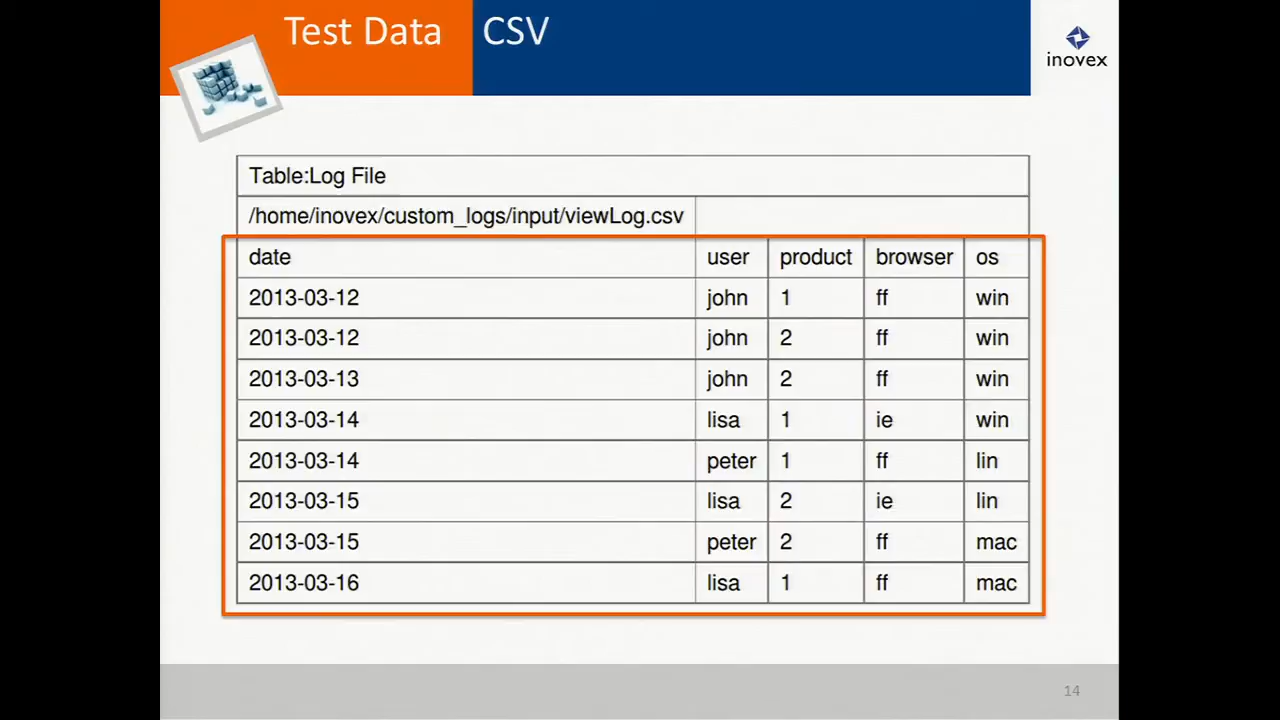 Test Data CSV
inovex
Table:Log File
/home/inovex/custom_logs/input/viewLog.csv
date user product browser os
2013-03-12 john 1 ff win
2013-03-12 john 2 ff win
2013-03-13 john 2 ff win
2013-03-14 lisa 1 ie win
2013-03-14 peter 1 ff lin
2013-03-15 lisa 2 ie lin
2013-03-15 peter 2 ff mac
2013-03-16 lisa 1 ff mac
14